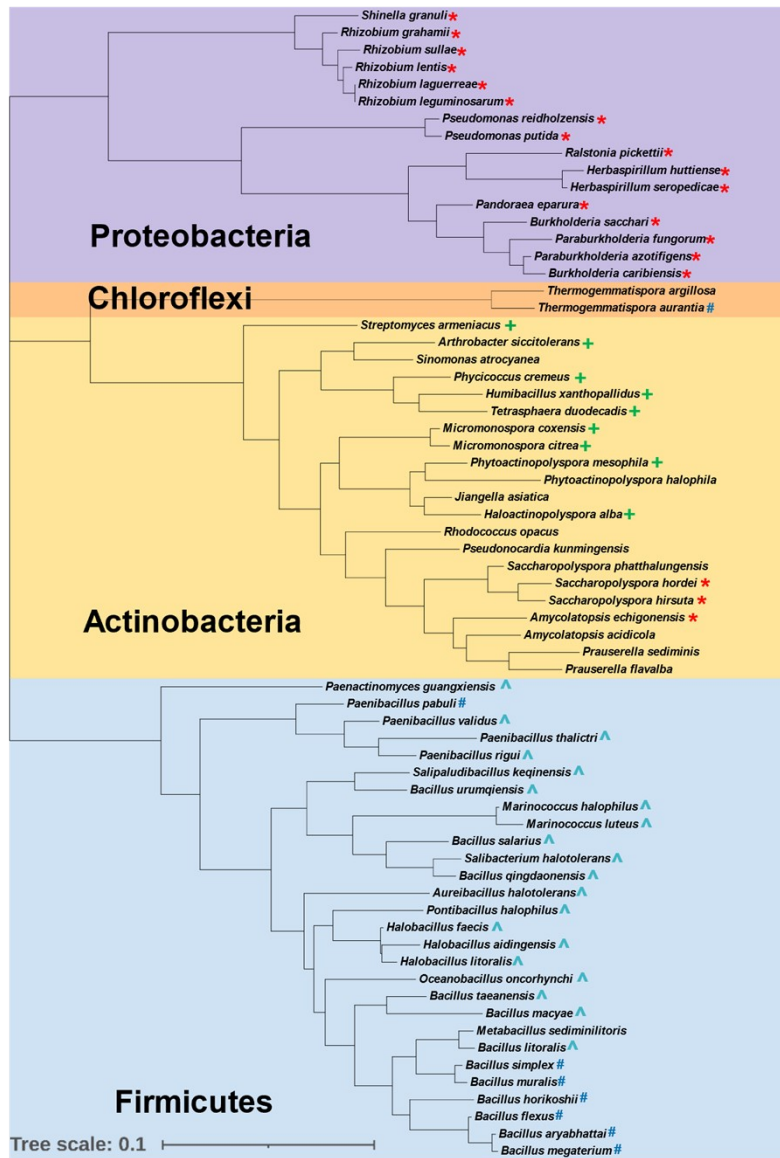 Shinella granuli *
Rhizobium grahamii *
Rhizobium sullae *
Rhizobium lentis *
Rhizobium laguerreae *
Rhizobium leguminosarum *
Pseudomonas reidholzensis *
Pseudomonas putida *
Ralstonia pickettii *
Herbaspirillum huttiense *
Herbaspirillum seropedicae *
Pandoraea eparura *
Burkholderia sacchari *
Proteobacteria
Paraburkholderia fungorum *
Paraburkholderia azotifigens *
Burkholderia caribiensis *
Chloroflexi
Thermogemmatispora argillosa
Thermogemmatispora aurantia #
Streptomyces armeniacus +
Arthrobacter siccitolerans +
Sinomonas atrocyanea
Phycicoccus cremeus +
Humibacillus xanthopallidus +
Tetrasphaera duodecadis +
Micromonospora coxensis +
Micromonospora citrea +
Phytoactinopolyspora mesophila +
Phytoactinopolyspora halophila
Jiangella asiatica
Haloactinopolyspora alba +
Rhodococcus opacus
Pseudonocardia kunmingensis
Saccharopolyspora phatthalungensis
Saccharopolyspora hordei *
Saccharopolyspora hirsuta *
Actinobacteria
Amycolatopsis echigonensis *
Amycolatopsis acidicola
Prauserella sediminis
Prauserella flavalba
Paenactinomyces guangxiensis ^
Paenibacillus pabuli #
Paenibacillus validus ^
Paenibacillus thalictri ^
Paenibacillus rigui ^
Salipaludibacillus keqinensis ^
Bacillus urumqiensis ^
Marinococcus halophilus ^
Marinococcus luteus ^
Bacillus salarius ^
Salibacterium halotolerans ^
Bacillus qingdaonensis ^
Aureibacillus halotolerans ^
Pontibacillus halophilus ^
Halobacillus faecis ^
Halobacillus aidingensis ^
Halobacillus litoralis ^
Oceanobacillus oncorhynchi ^
Bacillus taeanensis ^
Bacillus macyae ^
Metabacillus sediminilitoris
Bacillus litoralis ^
Bacillus simplex #
Bacillus muralis #
Bacillus horikoshii #
Firmicutes
Bacillus flexus #
Bacillus aryabhattai #
Tree scale: 0.1
Bacillus megaterium #